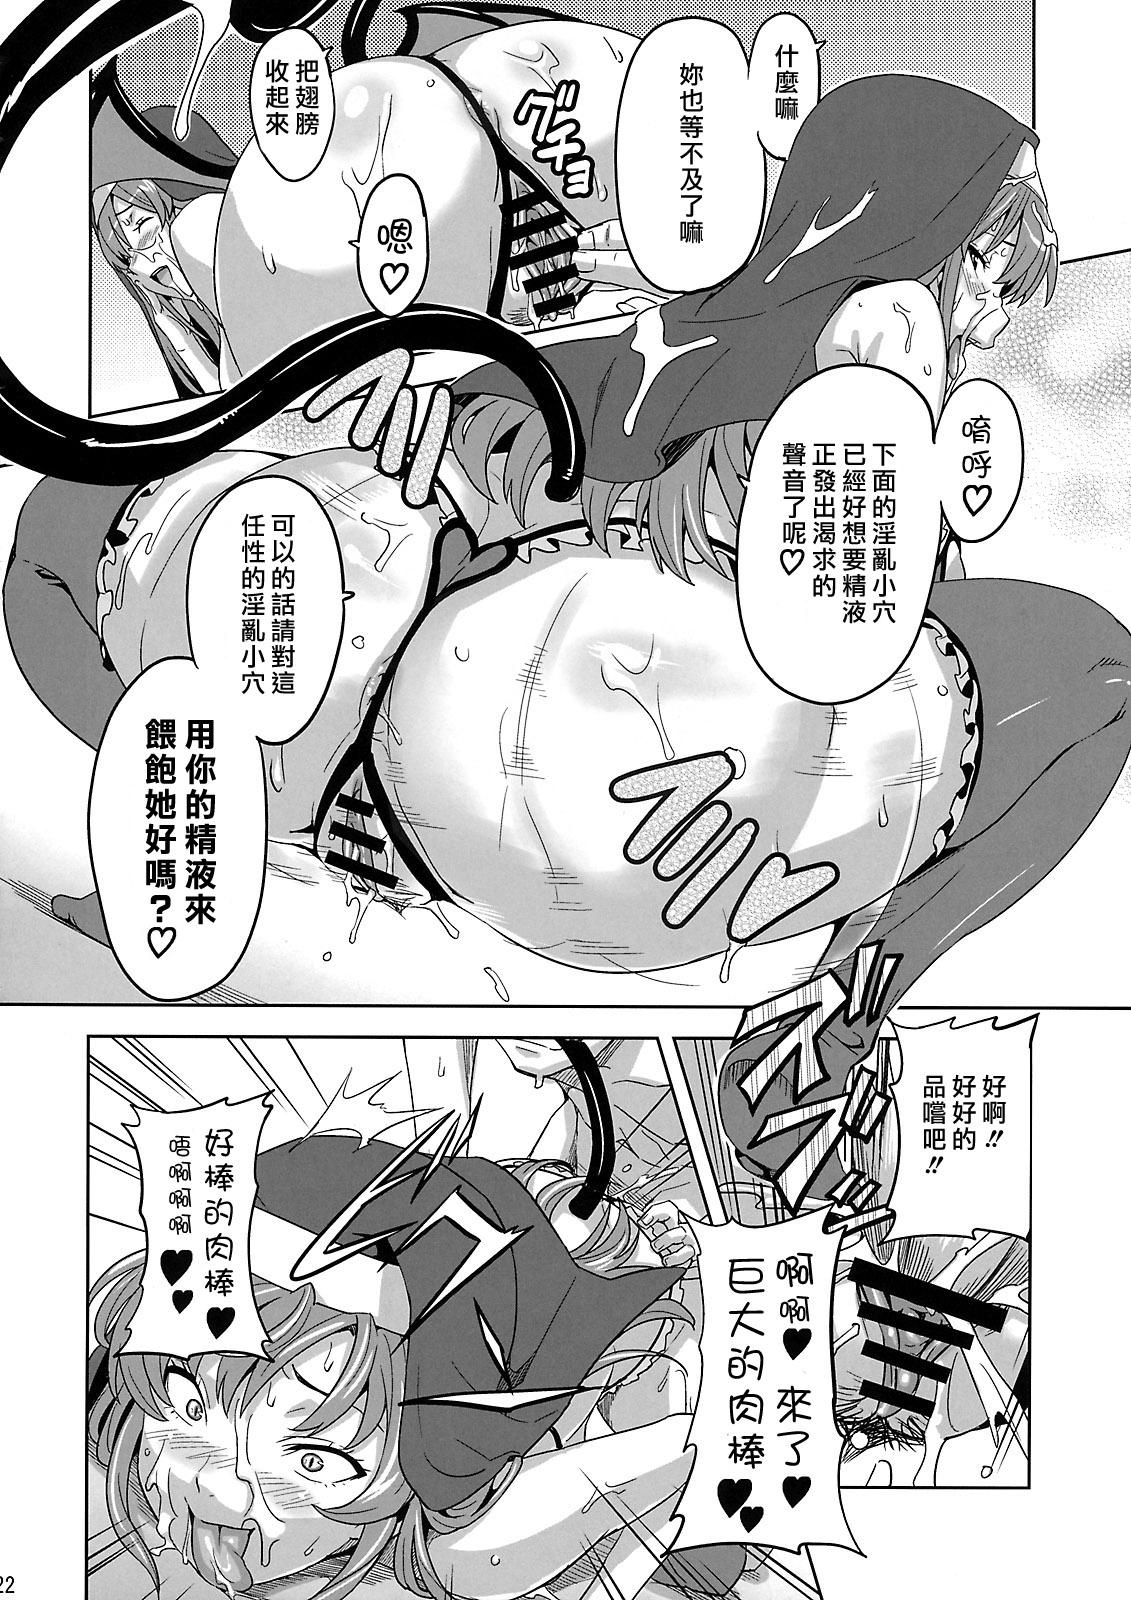 什麼嘛
妳也等不及了嘛
把翅膀
收起來
グチョ
嗯♡
唷呼♡
下面的淫亂小穴
已經好想要精液
正發出渴求的
聲音了呢♡
可以的話請對這
任性的淫亂小穴
用你的精液來
餵飽她好嗎？♡
好啊!!
好好的
品嚐吧!!
啊啊♥來了♥
巨大的肉棒♥♥
好棒的肉棒♥
唔啊啊啊♥♥♥
22